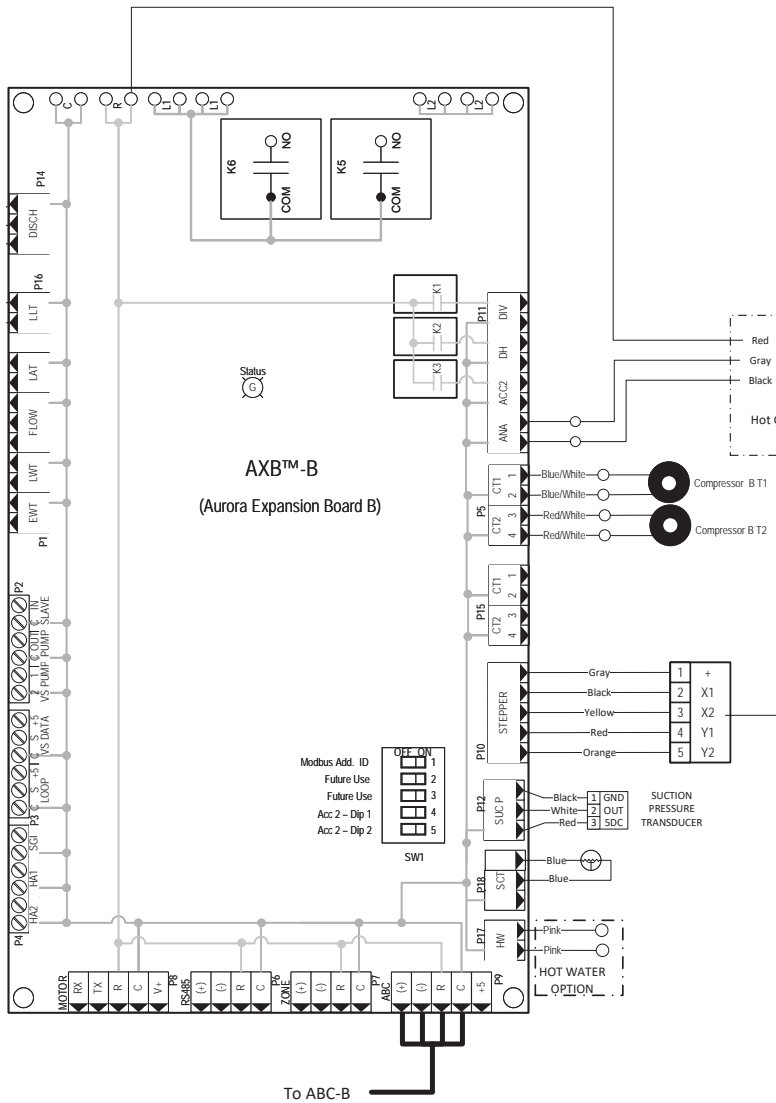 C
R
L1
L1
L2
L2
P14
DISCH
K6
NO
COM
K5
NO
COM
P16
LLT
K1
K2
K3
P11
DIV
DH
ACC2
ANA
Red
Gray
Black
LAT
FLOW
LWT
EWT
P1
Status
G
AXB™-B
(Aurora Expansion Board B)
P5
CT1
1
2
CT2
3
4
Blue/White
Blue/White
Red/White
Red/White
Compressor B T1
Compressor B T2
Hot
P15
CT1
1
2
CT2
3
4
P2
IN
C
SLAVE
OUT
C
PUMP
1
2
VS PUMP
P10
STEPPER
Gray
Black
Yellow
Red
Orange
1 +
2 X1
3 X2
4 Y1
5 Y2
+5
S
C
VS DATA
+5
S
C
LOOP
P3
OFF ON
Modbus Add. ID 1
Future Use 2
Future Use 3
Acc 2 – Dip 1 4
Acc 2 – Dip 2 5
SW1
P12
SUC P
Black 1 GND
White 2 OUT
Red 3 5DC
SUCTION
PRESSURE
TRANSDUCER
SGI
HA1
HA2
P4
P18
SCT
Blue
Blue
P17
HW
Pink
Pink
HOT WATER
OPTION
MOTOR
RX
TX
R
C
V+
P8
RS485
(+)
(-)
R
C
P6
ZONE
(+)
(-)
R
C
P7
ABC
(+)
(-)
R
C
+5
P9
To ABC-B